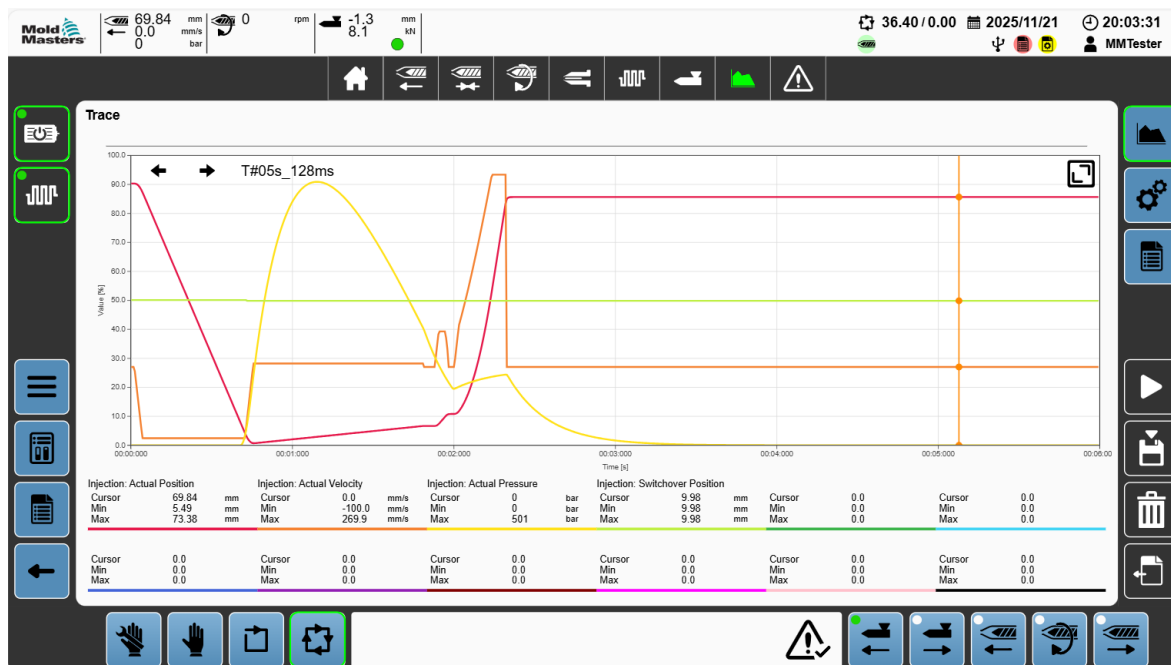 Mold
Masters
69.84 mm
0.0 mm/s
0 bar
0 rpm
-1.3 mm
8.1 kN
36.40 / 0.00
2025/11/21
20:03:31
MMTester
Trace
T#05s_128ms
100.0
90.0
80.0
70.0
60.0
50.0
40.0
30.0
20.0
10.0
0.0
Value [%]
00:00:000 00:01:000 00:02:000 00:03:000 00:04:000 00:05:000 00:06:00
Time [s]
Injection: Actual Position Injection: Actual Velocity Injection: Actual Pressure Injection: Switchover Position
Cursor 69.84 mm Cursor 0.0 mm/s Cursor 0 bar Cursor 9.98 mm Cursor 0.0 Cursor 0.0
Min 5.49 mm Min -100.0 mm/s Min 0 bar Min 9.98 mm Min 0.0 Min 0.0
Max 73.38 mm Max 269.9 mm/s Max 501 bar Max 9.98 mm Max 0.0 Max 0.0
Cursor 0.0 Cursor 0.0 Cursor 0.0 Cursor 0.0 Cursor 0.0 Cursor 0.0
Min 0.0 Min 0.0 Min 0.0 Min 0.0 Min 0.0 Min 0.0
Max 0.0 Max 0.0 Max 0.0 Max 0.0 Max 0.0 Max 0.0